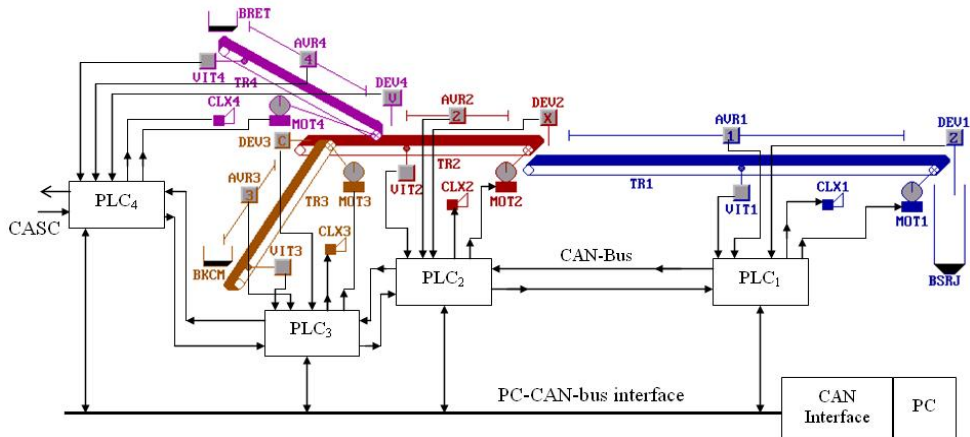 BRET
AVR4
4
VIT4
TR4
DEV4
V
CLX4
MOT4
AVR2
Z
DEV2
X
AVR1
1
DEV1
Z
DEV3
C
TR2
TR1
AVR3
3
TR3
MOT3
VIT2
CLX2
MOT2
VIT1
CLX1
MOT1
PLC4
CASC
CLX3
VIT3
BKCM
CAN-Bus
PLC2
PLC1
BSRJ
PLC3
PC-CAN-bus interface
CAN
Interface
PC